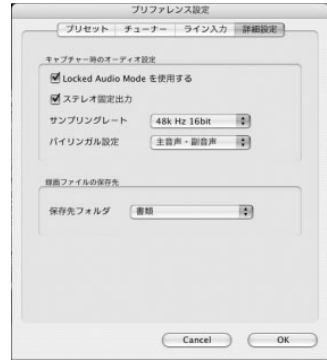 プリファレンス設定
プリセット チューナー ライン入力 詳細設定
キャプチャー時のオーディオ設定
Locked Audio Mode を使用する
ステレオ固定出力
サンプリングレート 48k Hz 16bit
バイリンガル設定 主音声・副音声
録画ファイルの保存先
保存先フォルダ 書類
Cancel OK